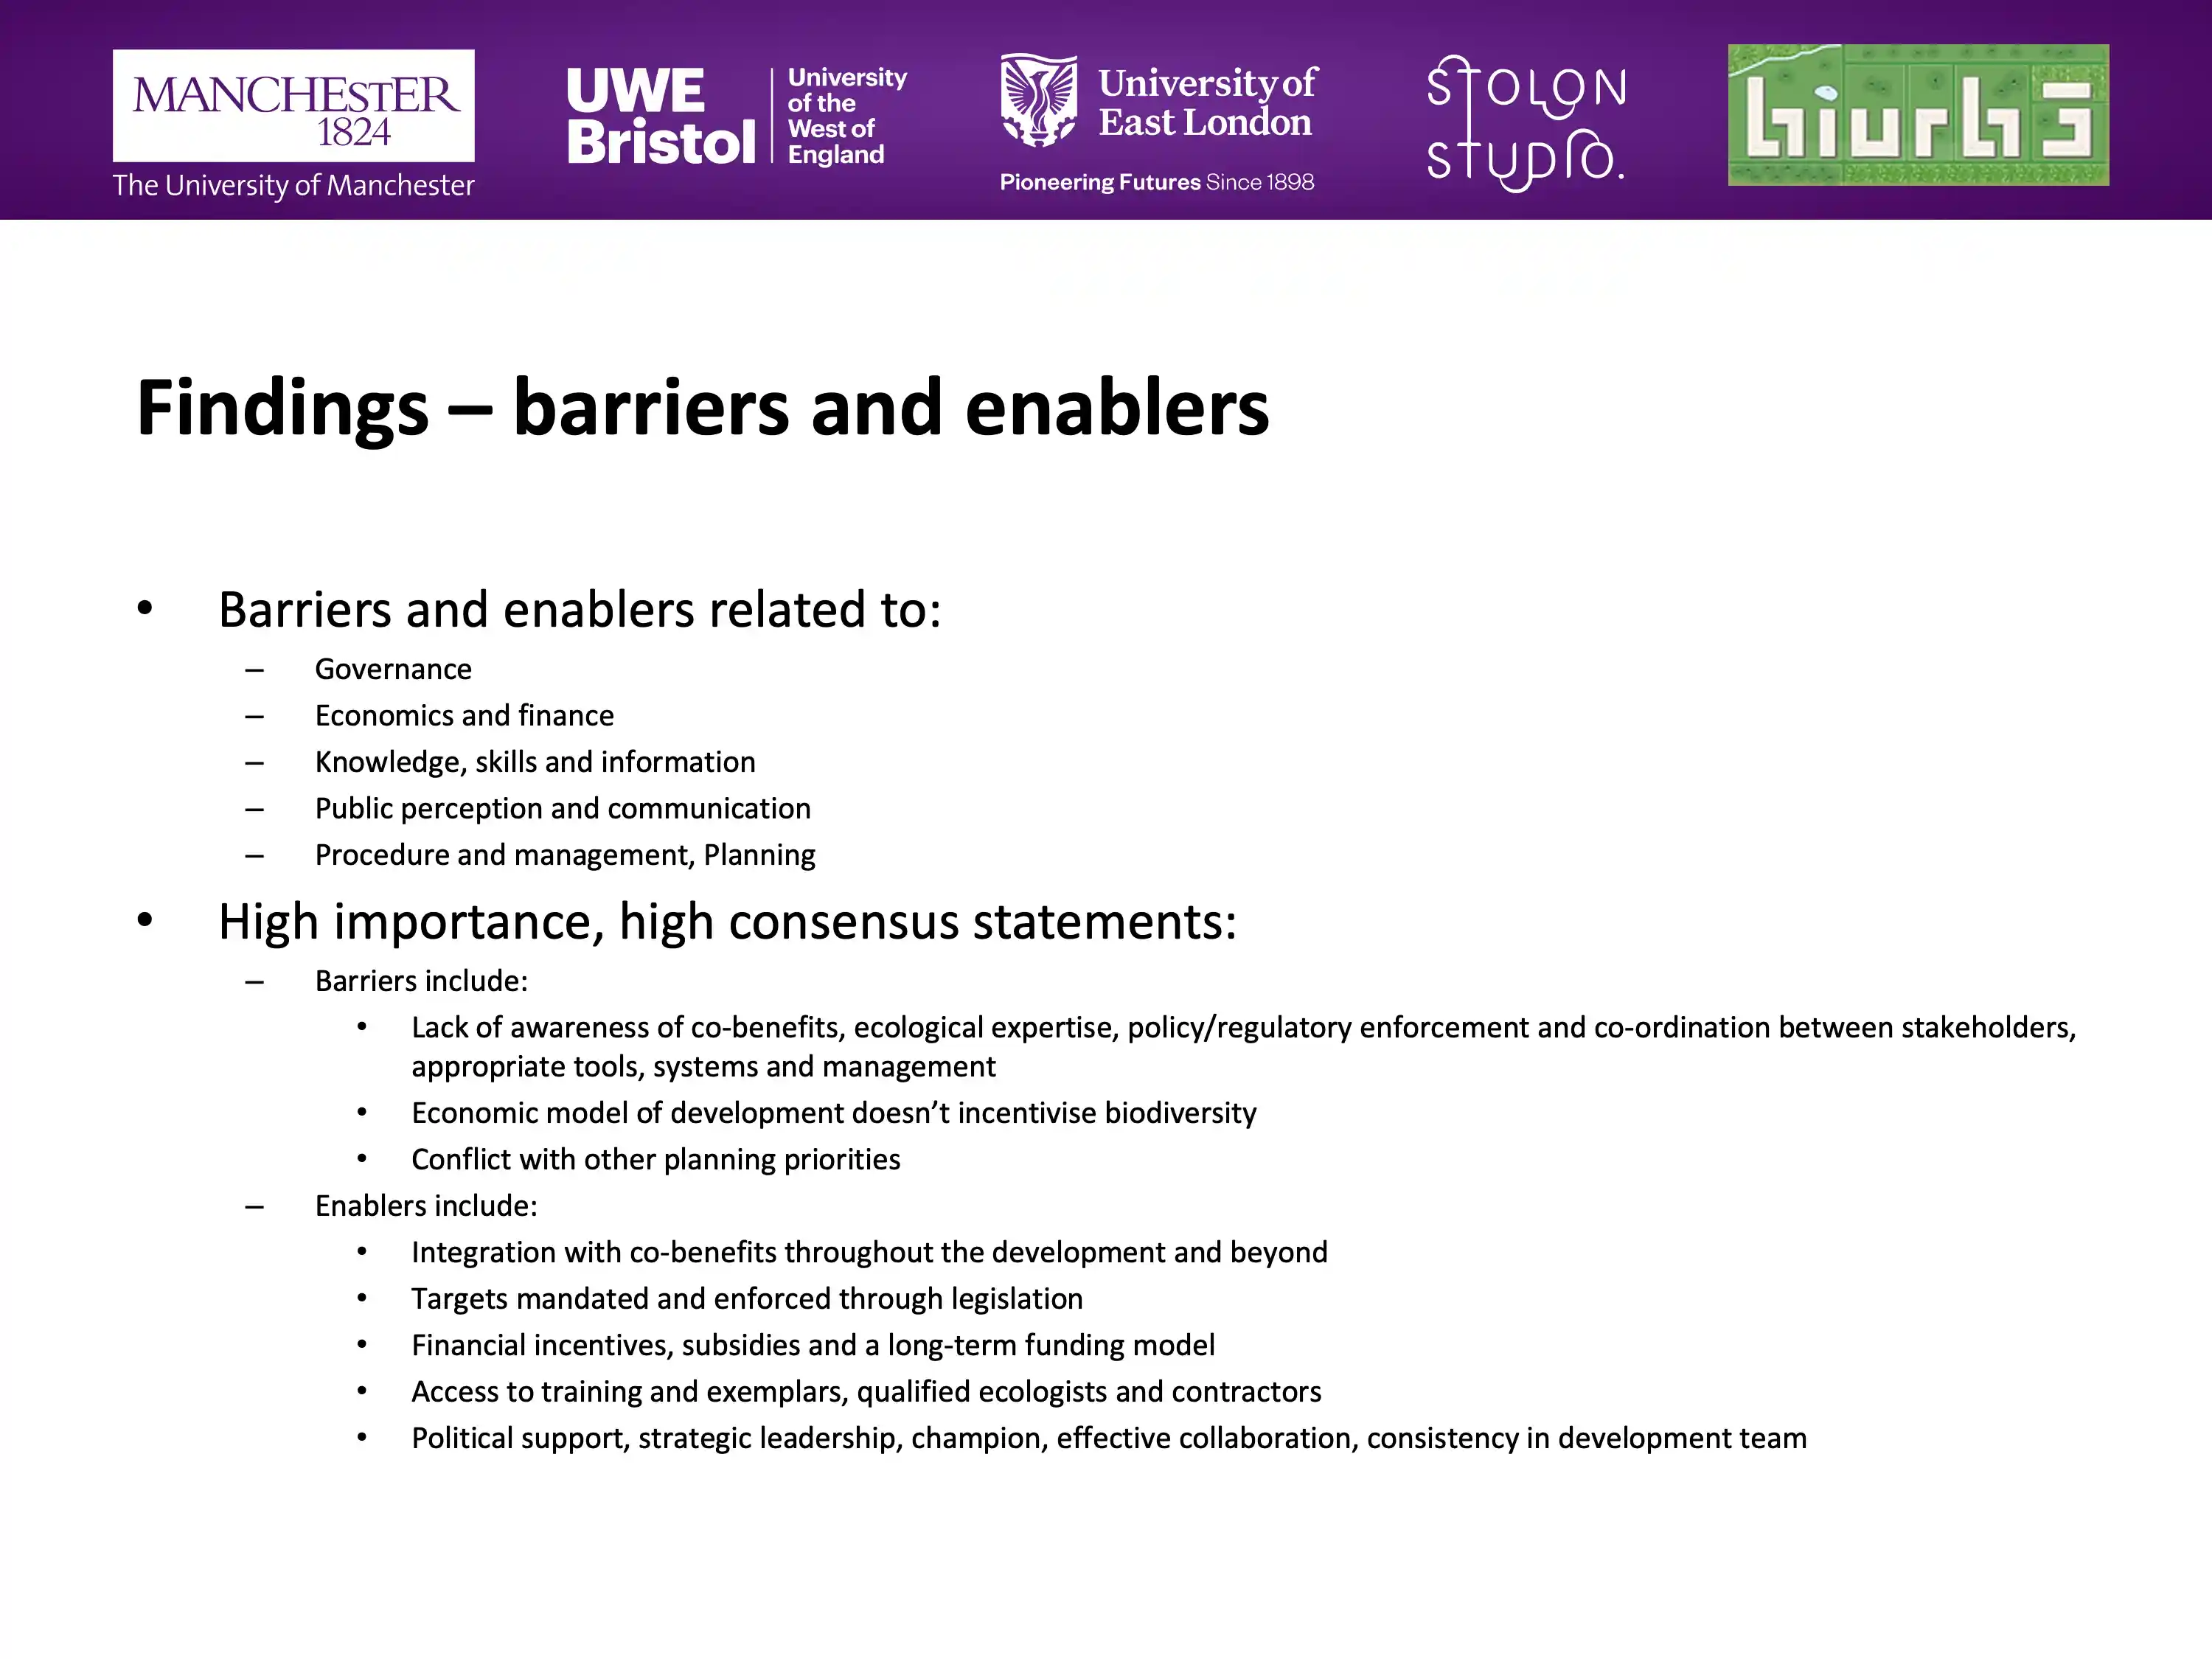 MANCHESTER
1824
The University of Manchester
UWE
Bristol
University
of the
West of
England
University of
East London
Pioneering Futures Since 1898
STOLON
STUDIO.
Findings – barriers and enablers
• Barriers and enablers related to:
– Governance
– Economics and finance
– Knowledge, skills and information
– Public perception and communication
– Procedure and management, Planning
• High importance, high consensus statements:
– Barriers include:
• Lack of awareness of co-benefits, ecological expertise, policy/regulatory enforcement and co-ordination between stakeholders,
appropriate tools, systems and management
• Economic model of development doesn’t incentivise biodiversity
• Conflict with other planning priorities
– Enablers include:
• Integration with co-benefits throughout the development and beyond
• Targets mandated and enforced through legislation
• Financial incentives, subsidies and a long-term funding model
• Access to training and exemplars, qualified ecologists and contractors
• Political support, strategic leadership, champion, effective collaboration, consistency in development team